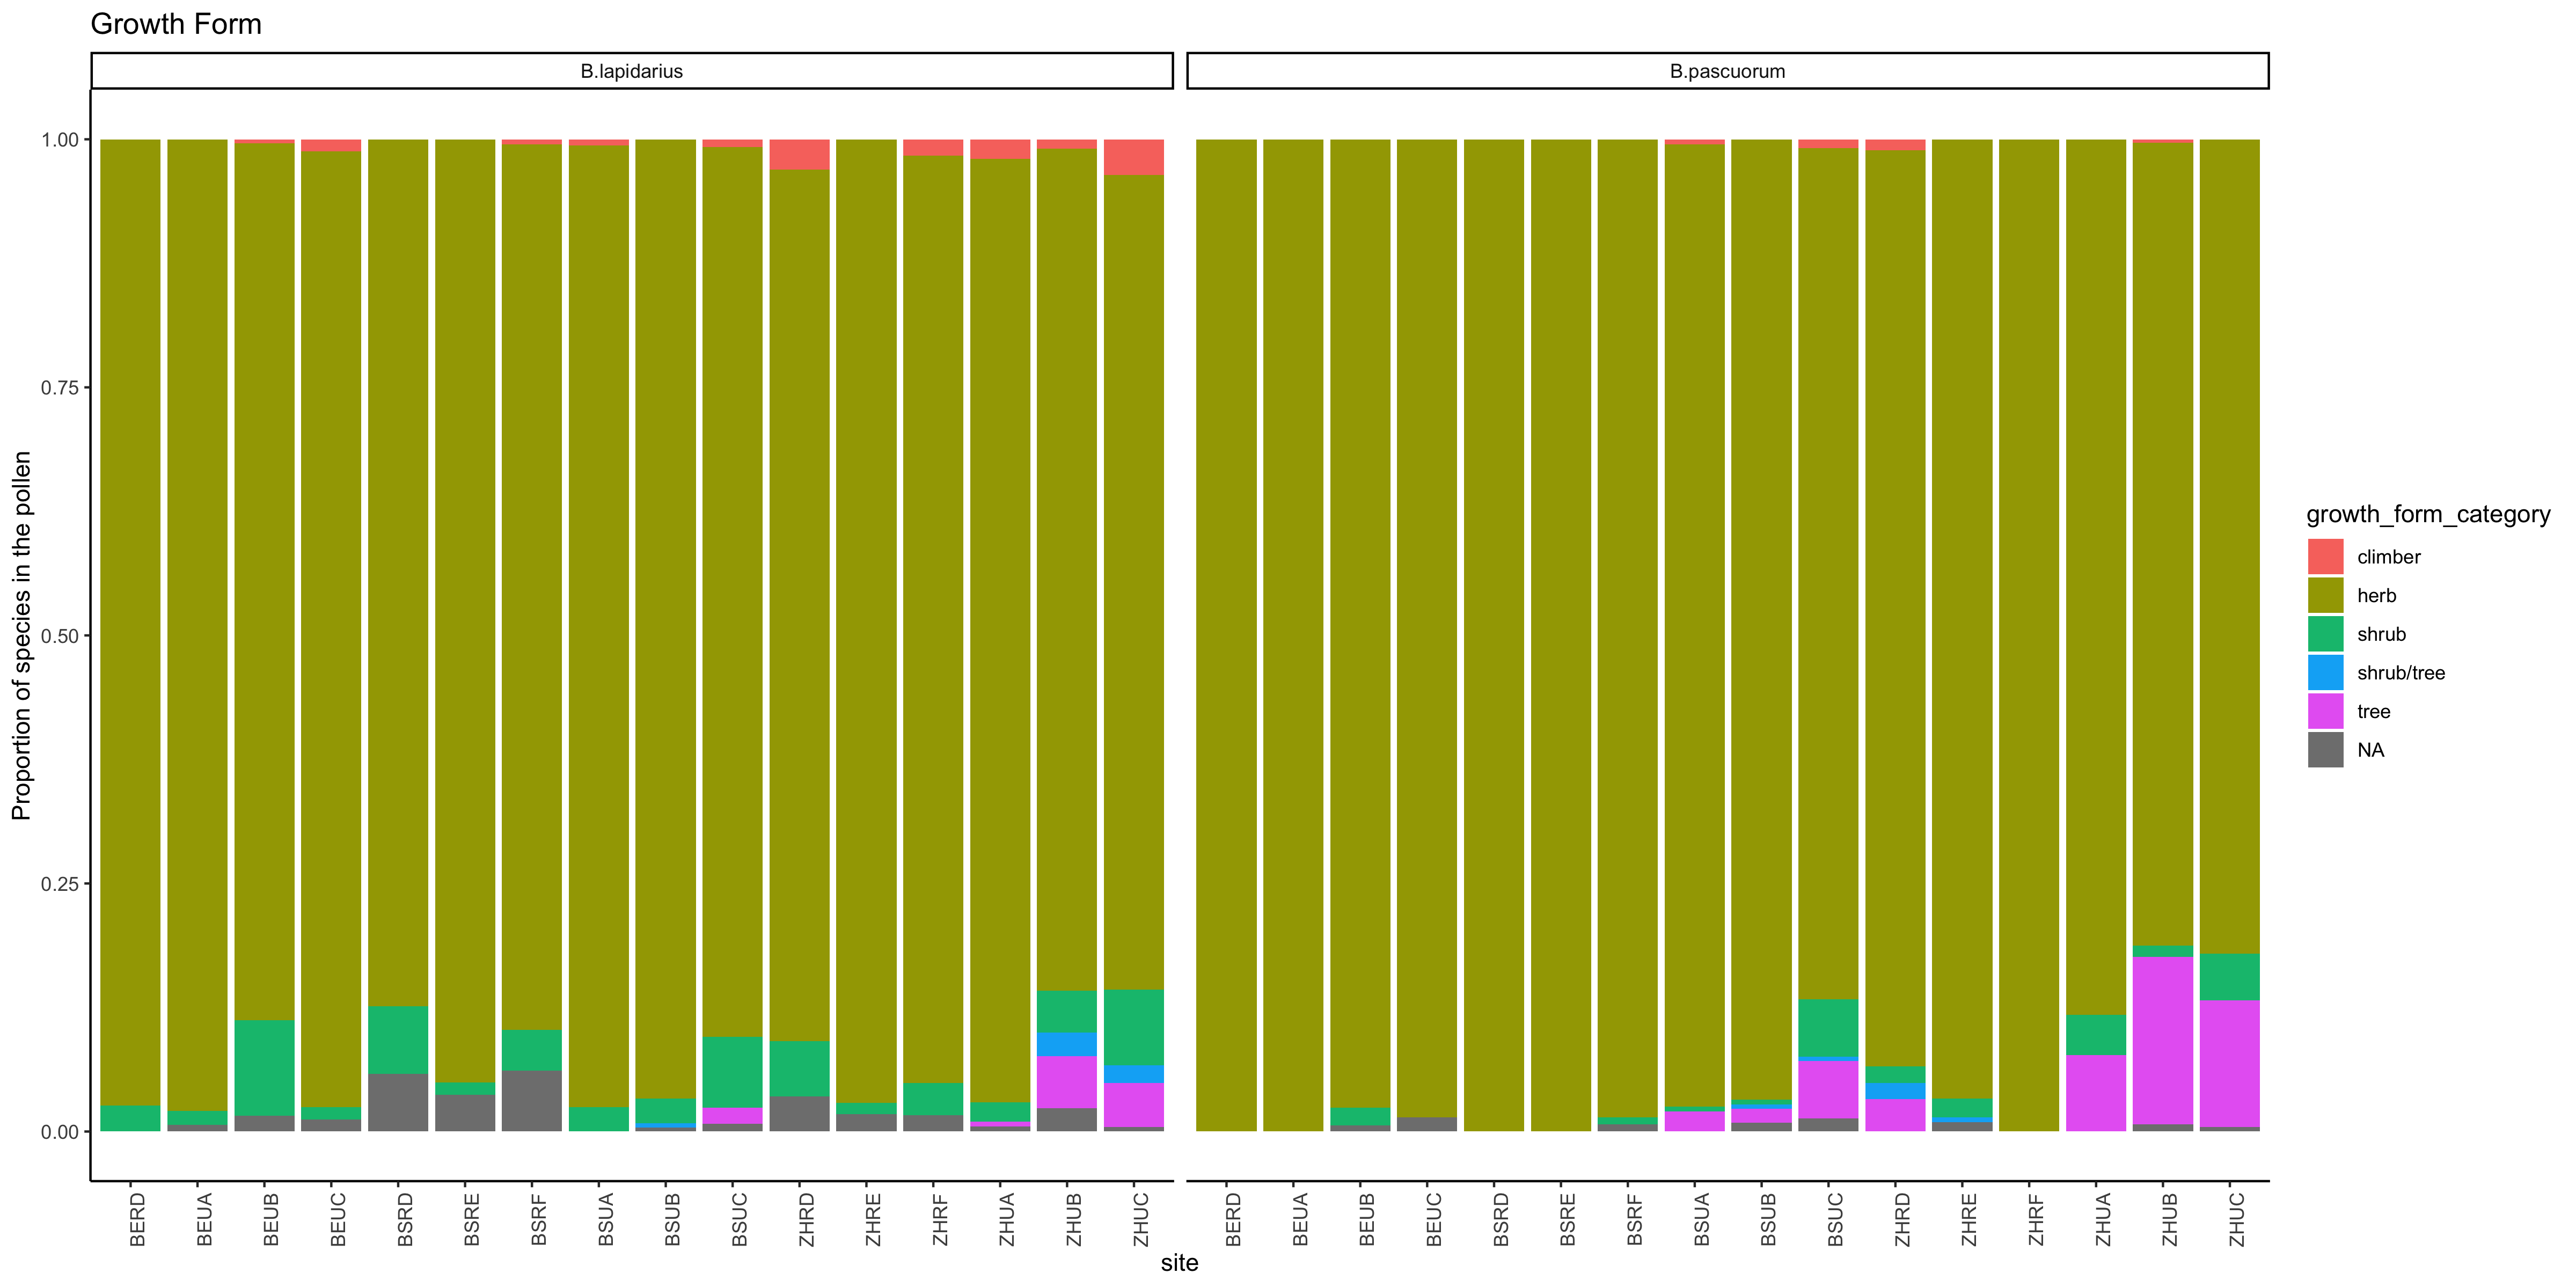 Growth Form
B.lapidarius
B.pascuorum
Proportion of species in the pollen
1.00
0.75
0.50
0.25
0.00
BERD
BEUA
BEUB
BEUC
BSRD
BSRE
BSRF
BSUA
BSUB
BSUC
ZHRD
ZHRE
ZHRF
ZHUA
ZHUB
ZHUC
BERD
BEUA
BEUB
BEUC
BSRD
BSRE
BSRF
BSUA
BSUB
BSUC
ZHRD
ZHRE
ZHRF
ZHUA
ZHUB
ZHUC
site
growth_form_category
climber
herb
shrub
shrub/tree
tree
NA